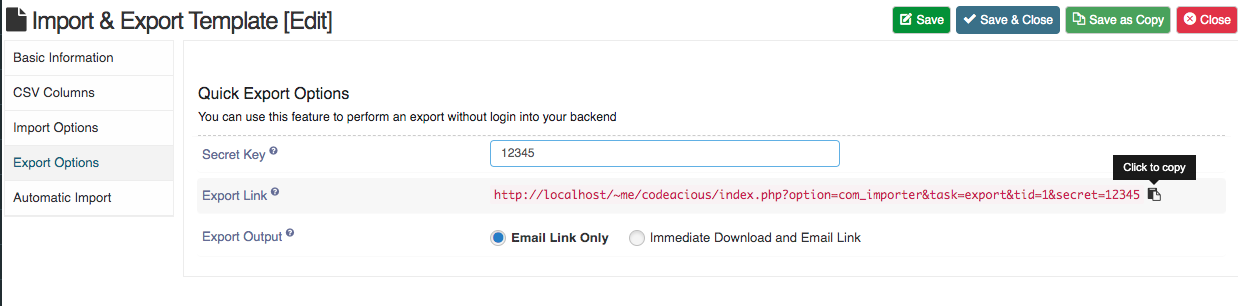 Import & Export Template [Edit]
Save
Save & Close
Save as Copy
Close
Basic Information
CSV Columns
Import Options
Export Options
Automatic Import
Quick Export Options
You can use this feature to perform an export without login into your backend
Secret Key ?
12345
Click to copy
Export Link ?
http://localhost/~me/codeacious/index.php?option=com_importer&task=export&tid=1&secret=12345
Export Output ?
Email Link Only
Immediate Download and Email Link